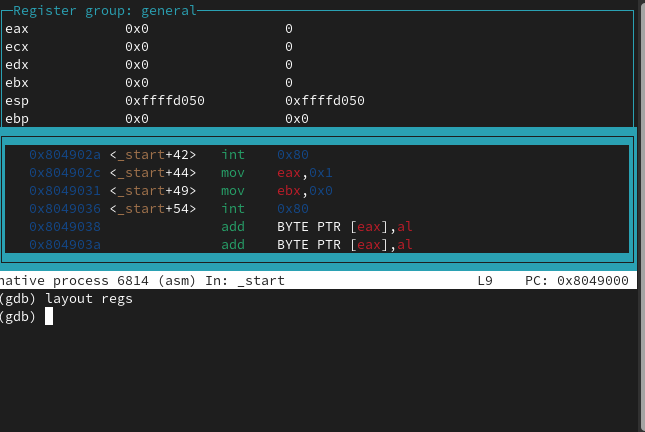 Register group: general
eax 0x0 0
ecx 0x0 0
edx 0x0 0
ebx 0x0 0
esp 0xffffd050 0xffffd050
ebp 0x0 0x0
0x804902a <_start+42> int 0x80
0x804902c <_start+44> mov eax,0x1
0x8049031 <_start+49> mov ebx,0x0
0x8049036 <_start+54> int 0x80
0x8049038 add BYTE PTR [eax],al
0x804903a add BYTE PTR [eax],al
native process 6814 (asm) In: _start L9 PC: 0x8049000
(gdb) layout regs
(gdb)